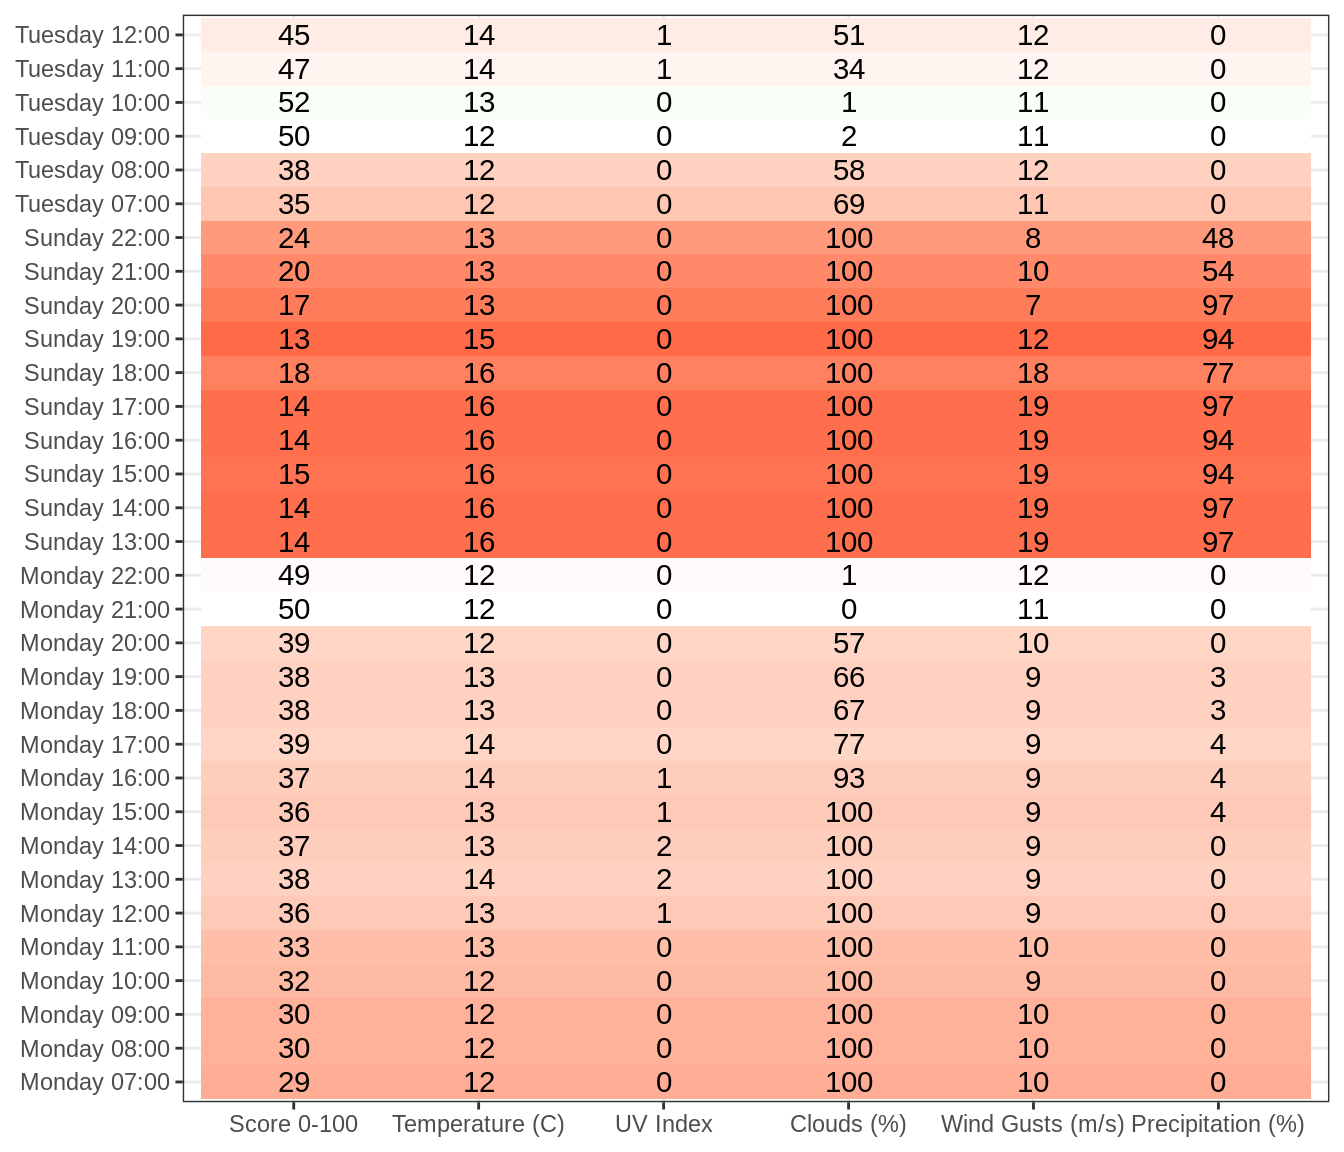 Tuesday 12:00 45 14 1 51 12 0
Tuesday 11:00 47 14 1 34 12 0
Tuesday 10:00 52 13 0 1 11 0
Tuesday 09:00 50 12 0 2 11 0
Tuesday 08:00 38 12 0 58 12 0
Tuesday 07:00 35 12 0 69 11 0
Sunday 22:00 24 13 0 100 8 48
Sunday 21:00 20 13 0 100 10 54
Sunday 20:00 17 13 0 100 7 97
Sunday 19:00 13 15 0 100 12 94
Sunday 18:00 18 16 0 100 18 77
Sunday 17:00 14 16 0 100 19 97
Sunday 16:00 14 16 0 100 19 94
Sunday 15:00 15 16 0 100 19 94
Sunday 14:00 14 16 0 100 19 97
Sunday 13:00 14 16 0 100 19 97
Monday 22:00 49 12 0 1 12 0
Monday 21:00 50 12 0 0 11 0
Monday 20:00 39 12 0 57 10 0
Monday 19:00 38 13 0 66 9 3
Monday 18:00 38 13 0 67 9 3
Monday 17:00 39 14 0 77 9 4
Monday 16:00 37 14 1 93 9 4
Monday 15:00 36 13 1 100 9 4
Monday 14:00 37 13 2 100 9 0
Monday 13:00 38 14 2 100 9 0
Monday 12:00 36 13 1 100 9 0
Monday 11:00 33 13 0 100 10 0
Monday 10:00 32 12 0 100 9 0
Monday 09:00 30 12 0 100 10 0
Monday 08:00 30 12 0 100 10 0
Monday 07:00 29 12 0 100 10 0
Score 0-100 Temperature (C) UV Index Clouds (%) Wind Gusts (m/s) Precipitation (%)